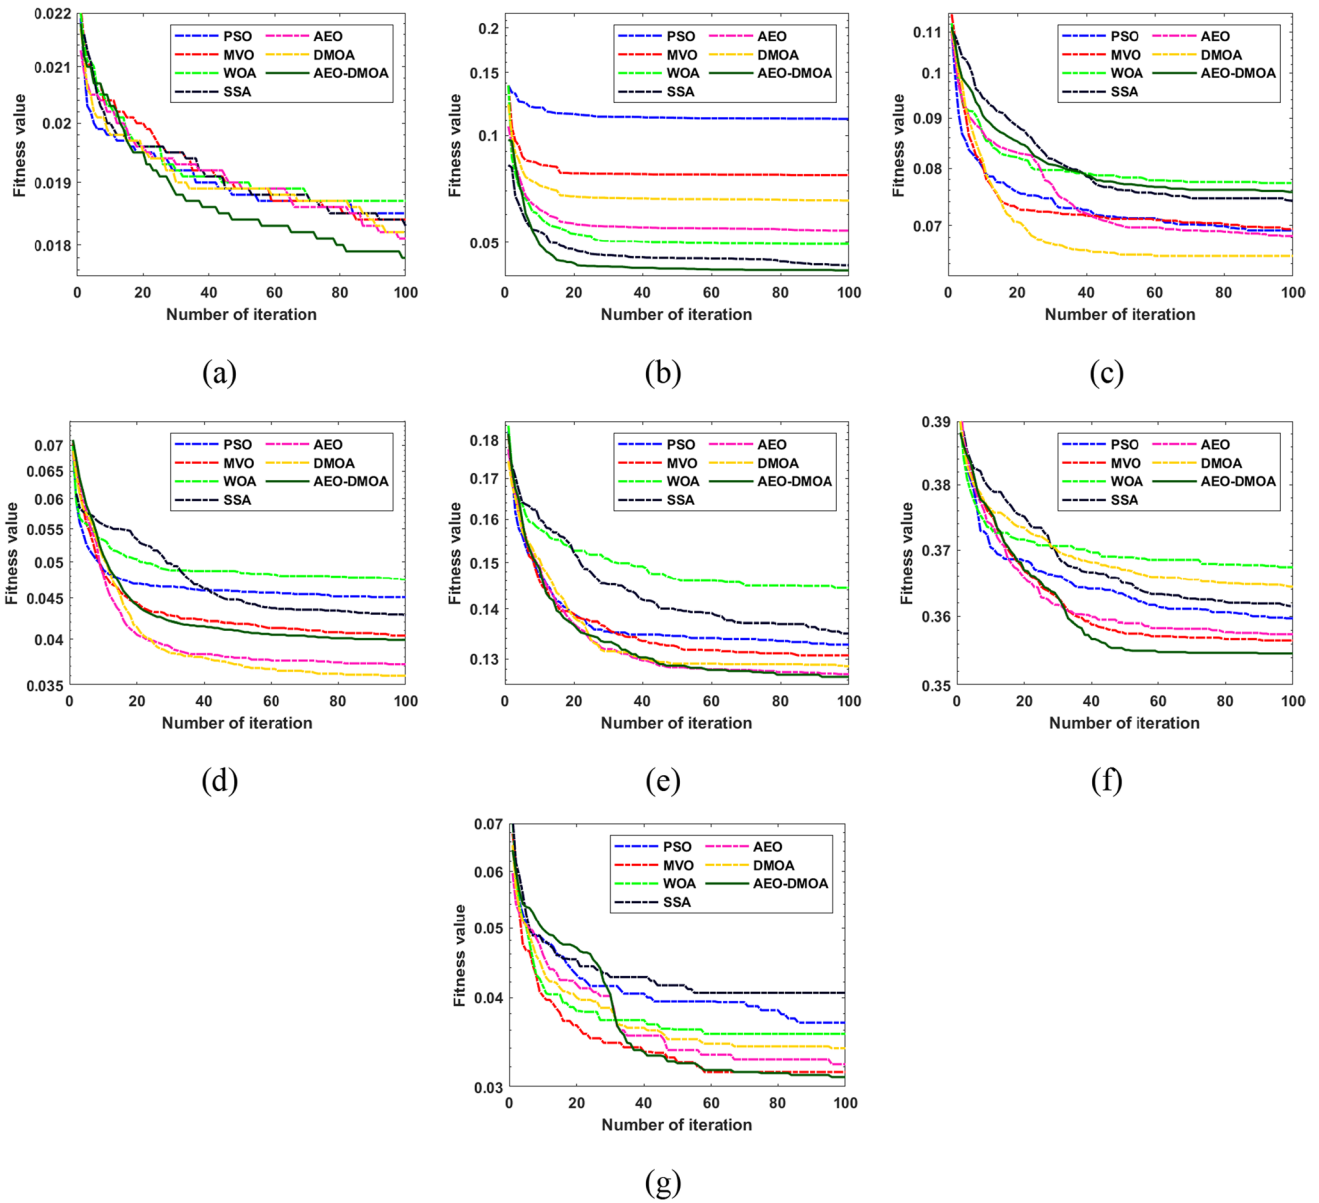 0.022
0.021
0.02
0.019
0.018
Fitness value
PSO AEO
MVO DMOA
WOA AEO-DMOA
SSA
0 20 40 60 80 100
Number of iteration
(a)
0.2
0.15
0.1
0.05
Fitness value
PSO AEO
MVO DMOA
WOA AEO-DMOA
SSA
0 20 40 60 80 100
Number of iteration
(b)
0.11
0.1
0.09
0.08
0.07
Fitness value
PSO AEO
MVO DMOA
WOA AEO-DMOA
SSA
0 20 40 60 80 100
Number of iteration
(c)
0.07
0.065
0.06
0.055
0.05
0.045
0.04
0.035
Fitness value
PSO AEO
MVO DMOA
WOA AEO-DMOA
SSA
0 20 40 60 80 100
Number of iteration
(d)
0.18
0.17
0.16
0.15
0.14
0.13
Fitness value
PSO AEO
MVO DMOA
WOA AEO-DMOA
SSA
0 20 40 60 80 100
Number of iteration
(e)
0.39
0.38
0.37
0.36
0.35
Fitness value
PSO AEO
MVO DMOA
WOA AEO-DMOA
SSA
0 20 40 60 80 100
Number of iteration
(f)
0.07
0.06
0.05
0.04
0.03
Fitness value
PSO AEO
MVO DMOA
WOA AEO-DMOA
SSA
0 20 40 60 80 100
Number of iteration
(g)